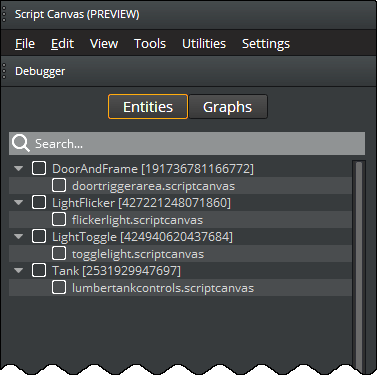 Script Canvas (PREVIEW)
File Edit View Tools Utilities Settings
Debugger
Entities Graphs
Search...
DoorAndFrame [191736781166772]
doortriggerarea.scriptcanvas
LightFlicker [427221248071860]
flickerlight.scriptcanvas
LightToggle [424940620437684]
togglelight.scriptcanvas
Tank [2531929947697]
lumbertankcontrols.scriptcanvas